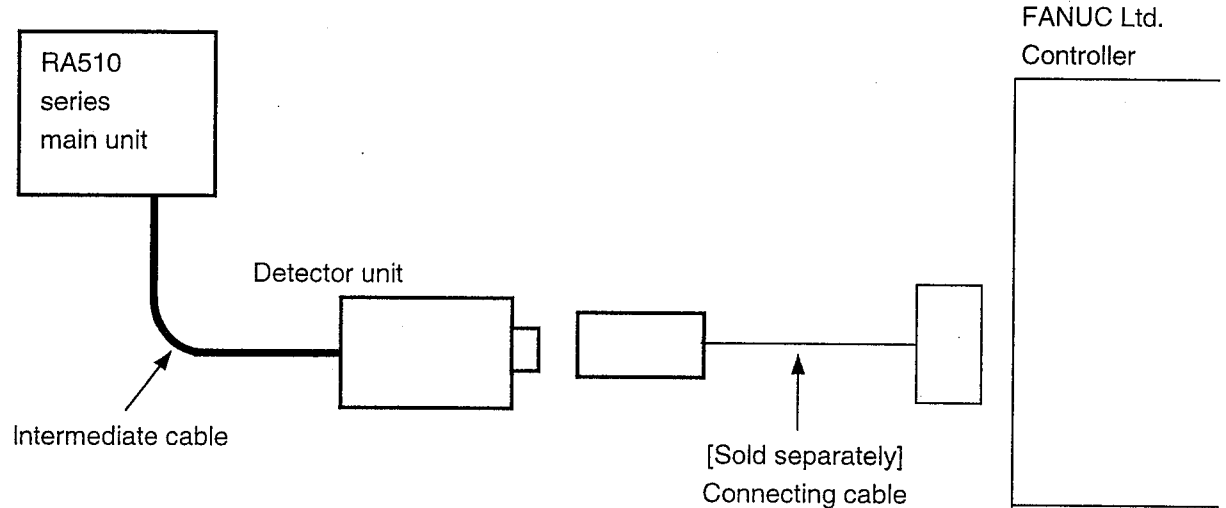 FANUC Ltd.
Controller
RA510
series
main unit
Detector unit
Intermediate cable
[Sold separately]
Connecting cable